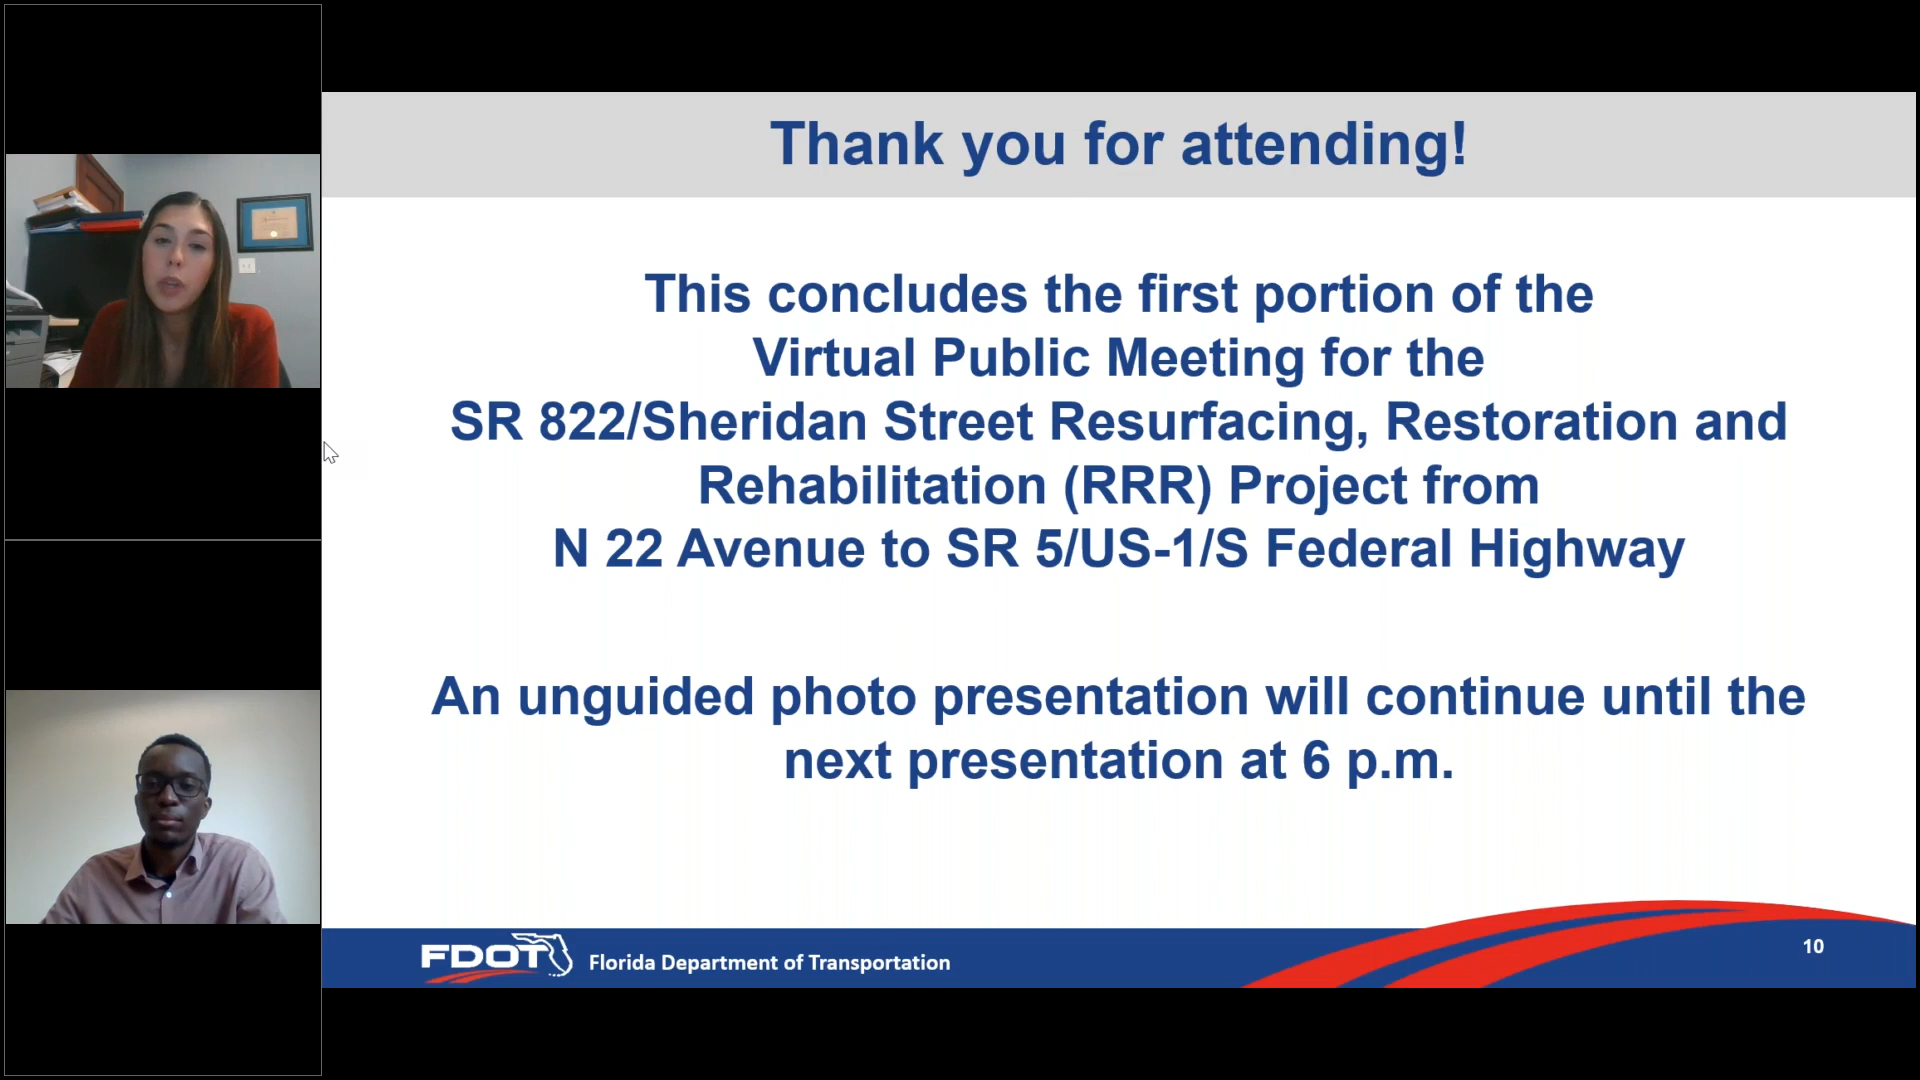 Thank you for attending!
This concludes the first portion of the
Virtual Public Meeting for the
SR 822/Sheridan Street Resurfacing, Restoration and
Rehabilitation (RRR) Project from
N 22 Avenue to SR 5/US-1/S Federal Highway
An unguided photo presentation will continue until the
next presentation at 6 p.m.
FDOT
Florida Department of Transportation
10